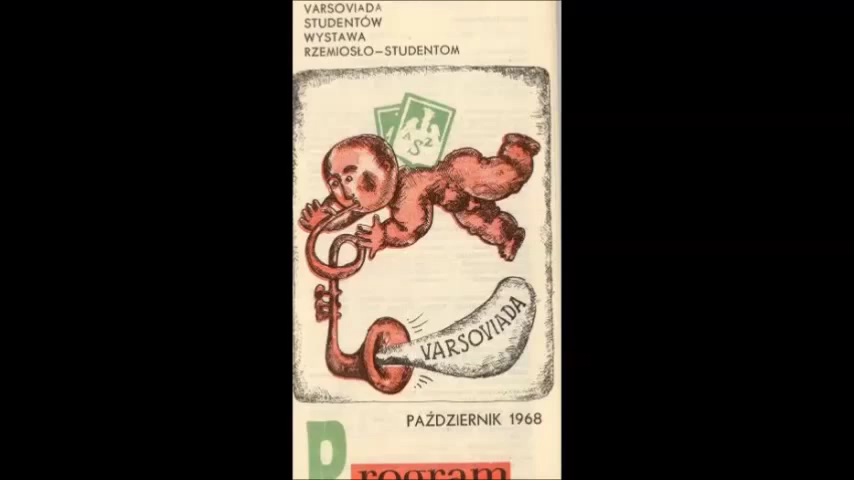 VARSOVIADA
STUDENTÓW
WYSTAWA
RZEMIOSŁO–STUDENTOM
A Z
S
VARSOVIADA
PAŹDZIERNIK 1968
Program